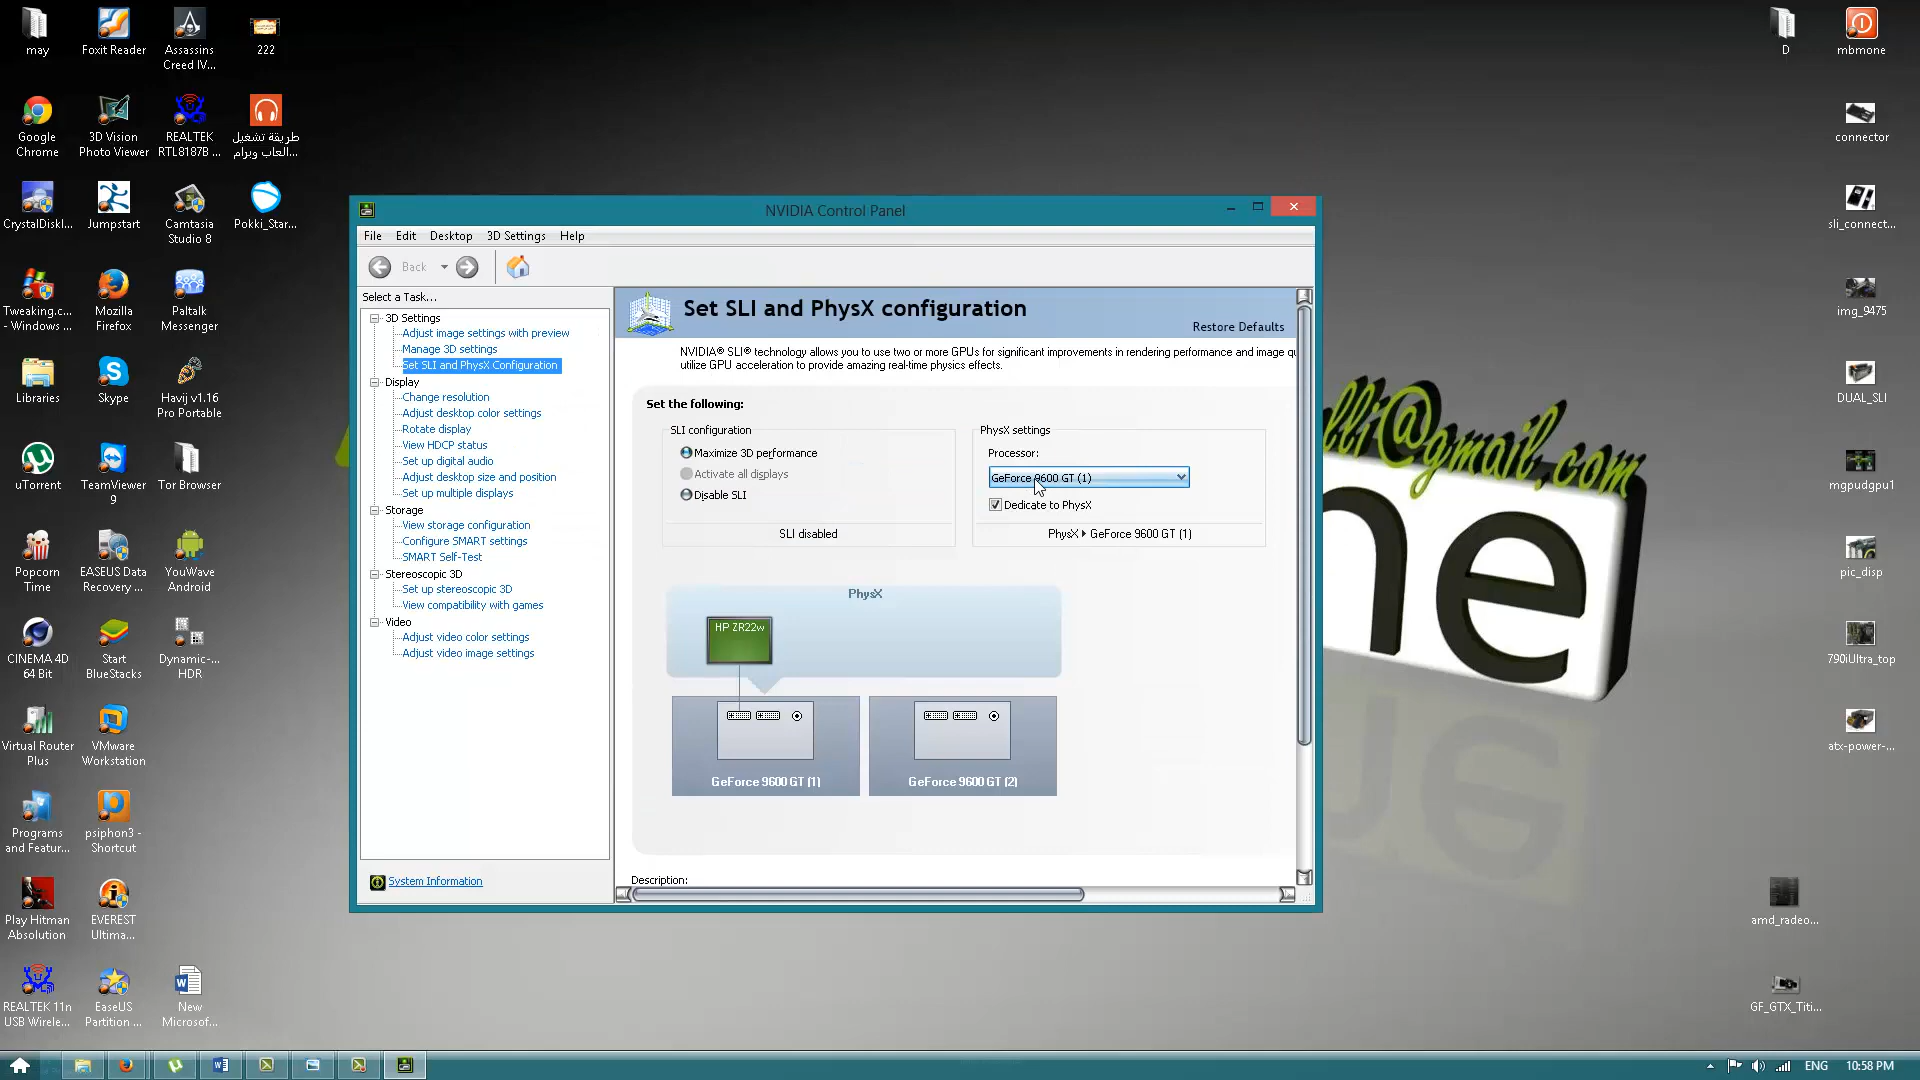 may
Foxit Reader
Assassins
Creed IV...
222
D
mbmone
Google
Chrome
3D Vision
Photo Viewer
REALTEK
RTL8187B ...
طريقة تشغيل
العاب وبرام...
connector
CrystalDiskI...
Jumpstart
Camtasia
Studio 8
Pokki_Star...
sli_connect...
Tweaking.c...
- Windows ...
Mozilla
Firefox
Paltalk
Messenger
img_9475
Libraries
Skype
Havij v1.16
Pro Portable
DUAL_SLI
uTorrent
TeamViewer
9
Tor Browser
mgpudgpu1
Popcorn
Time
EASEUS Data
Recovery ...
YouWave
Android
pic_disp
CINEMA 4D
64 Bit
Start
BlueStacks
Dynamic-...
HDR
790iUltra_top
Virtual Router
Plus
VMware
Workstation
atx-power-...
Programs
and Featur...
psiphon3 -
Shortcut
Play Hitman
Absolution
EVEREST
Ultima...
amd_radeo...
REALTEK 11n
USB Wirele...
EaseUS
Partition ...
New
Microsof...
GF_GTX_Titi...
NVIDIA Control Panel
File Edit Desktop 3D Settings Help
Back
Select a Task...
3D Settings
Adjust image settings with preview
Manage 3D settings
Set SLI and PhysX Configuration
Display
Change resolution
Adjust desktop color settings
Rotate display
View HDCP status
Set up digital audio
Adjust desktop size and position
Set up multiple displays
Storage
View storage configuration
Configure SMART settings
SMART Self-Test
Stereoscopic 3D
Set up stereoscopic 3D
View compatibility with games
Video
Adjust video color settings
Adjust video image settings
System Information
Set SLI and PhysX configuration
Restore Defaults
NVIDIA® SLI® technology allows you to use two or more GPUs for significant improvements in rendering performance and image qu
utilize GPU acceleration to provide amazing real-time physics effects.
Set the following:
SLI configuration
Maximize 3D performance
Activate all displays
Disable SLI
SLI disabled
PhysX settings
Processor:
GeForce 9600 GT (1)
Dedicate to PhysX
PhysX GeForce 9600 GT (1)
PhysX
HP ZR22w
GeForce 9600 GT (1)
GeForce 9600 GT (2)
Description:
lli@gmail.com
ne
ENG 10:58 PM